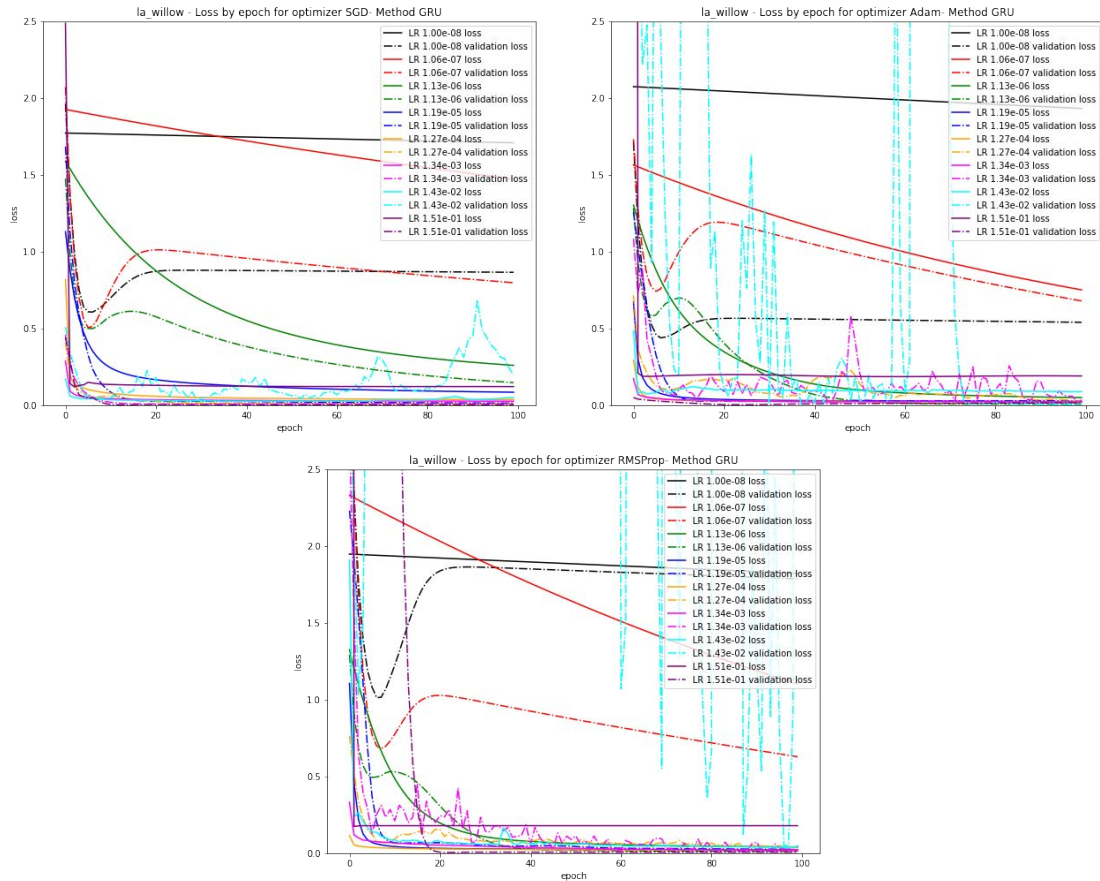 la_willow - Loss by epoch for optimizer SGD- Method GRU
2.5
2.0
1.5
1.0
0.5
0.0
loss
0
20
40
60
80
100
epoch
LR 1.00e-08 loss
LR 1.00e-08 validation loss
LR 1.06e-07 loss
LR 1.06e-07 validation loss
LR 1.13e-06 loss
LR 1.13e-06 validation loss
LR 1.19e-05 loss
LR 1.19e-05 validation loss
LR 1.27e-04 loss
LR 1.27e-04 validation loss
LR 1.34e-03 loss
LR 1.34e-03 validation loss
LR 1.43e-02 loss
LR 1.43e-02 validation loss
LR 1.51e-01 loss
LR 1.51e-01 validation loss
la_willow - Loss by epoch for optimizer Adam- Method GRU
2.5
2.0
1.5
1.0
0.5
0.0
loss
0
20
40
60
80
100
epoch
LR 1.00e-08 loss
LR 1.00e-08 validation loss
LR 1.06e-07 loss
LR 1.06e-07 validation loss
LR 1.13e-06 loss
LR 1.13e-06 validation loss
LR 1.19e-05 loss
LR 1.19e-05 validation loss
LR 1.27e-04 loss
LR 1.27e-04 validation loss
LR 1.34e-03 loss
LR 1.34e-03 validation loss
LR 1.43e-02 loss
LR 1.43e-02 validation loss
LR 1.51e-01 loss
LR 1.51e-01 validation loss
la_willow - Loss by epoch for optimizer RMSProp- Method GRU
2.5
2.0
1.5
1.0
0.5
0.0
loss
0
20
40
60
80
100
epoch
LR 1.00e-08 loss
LR 1.00e-08 validation loss
LR 1.06e-07 loss
LR 1.06e-07 validation loss
LR 1.13e-06 loss
LR 1.13e-06 validation loss
LR 1.19e-05 loss
LR 1.19e-05 validation loss
LR 1.27e-04 loss
LR 1.27e-04 validation loss
LR 1.34e-03 loss
LR 1.34e-03 validation loss
LR 1.43e-02 loss
LR 1.43e-02 validation loss
LR 1.51e-01 loss
LR 1.51e-01 validation loss